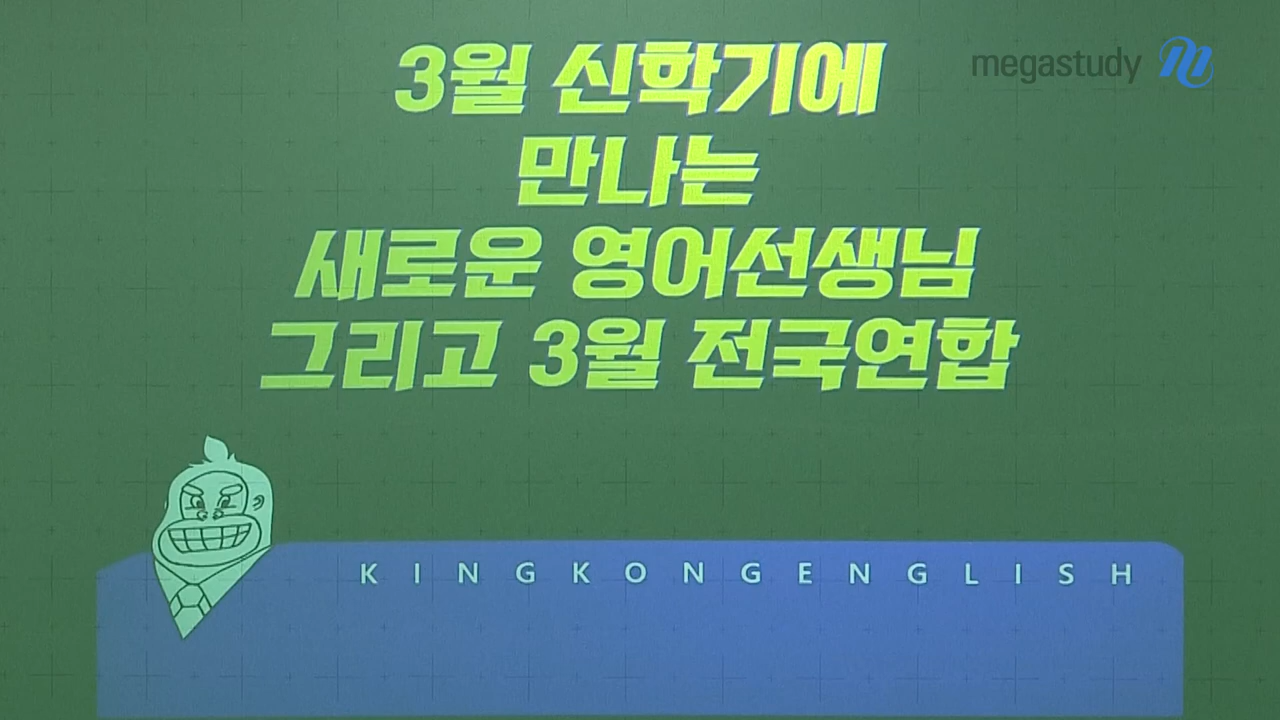 megastudy
3월 신학기에
만나는
새로운 영어선생님
그리고 3월 전국연합
KINGKONGENGLISH